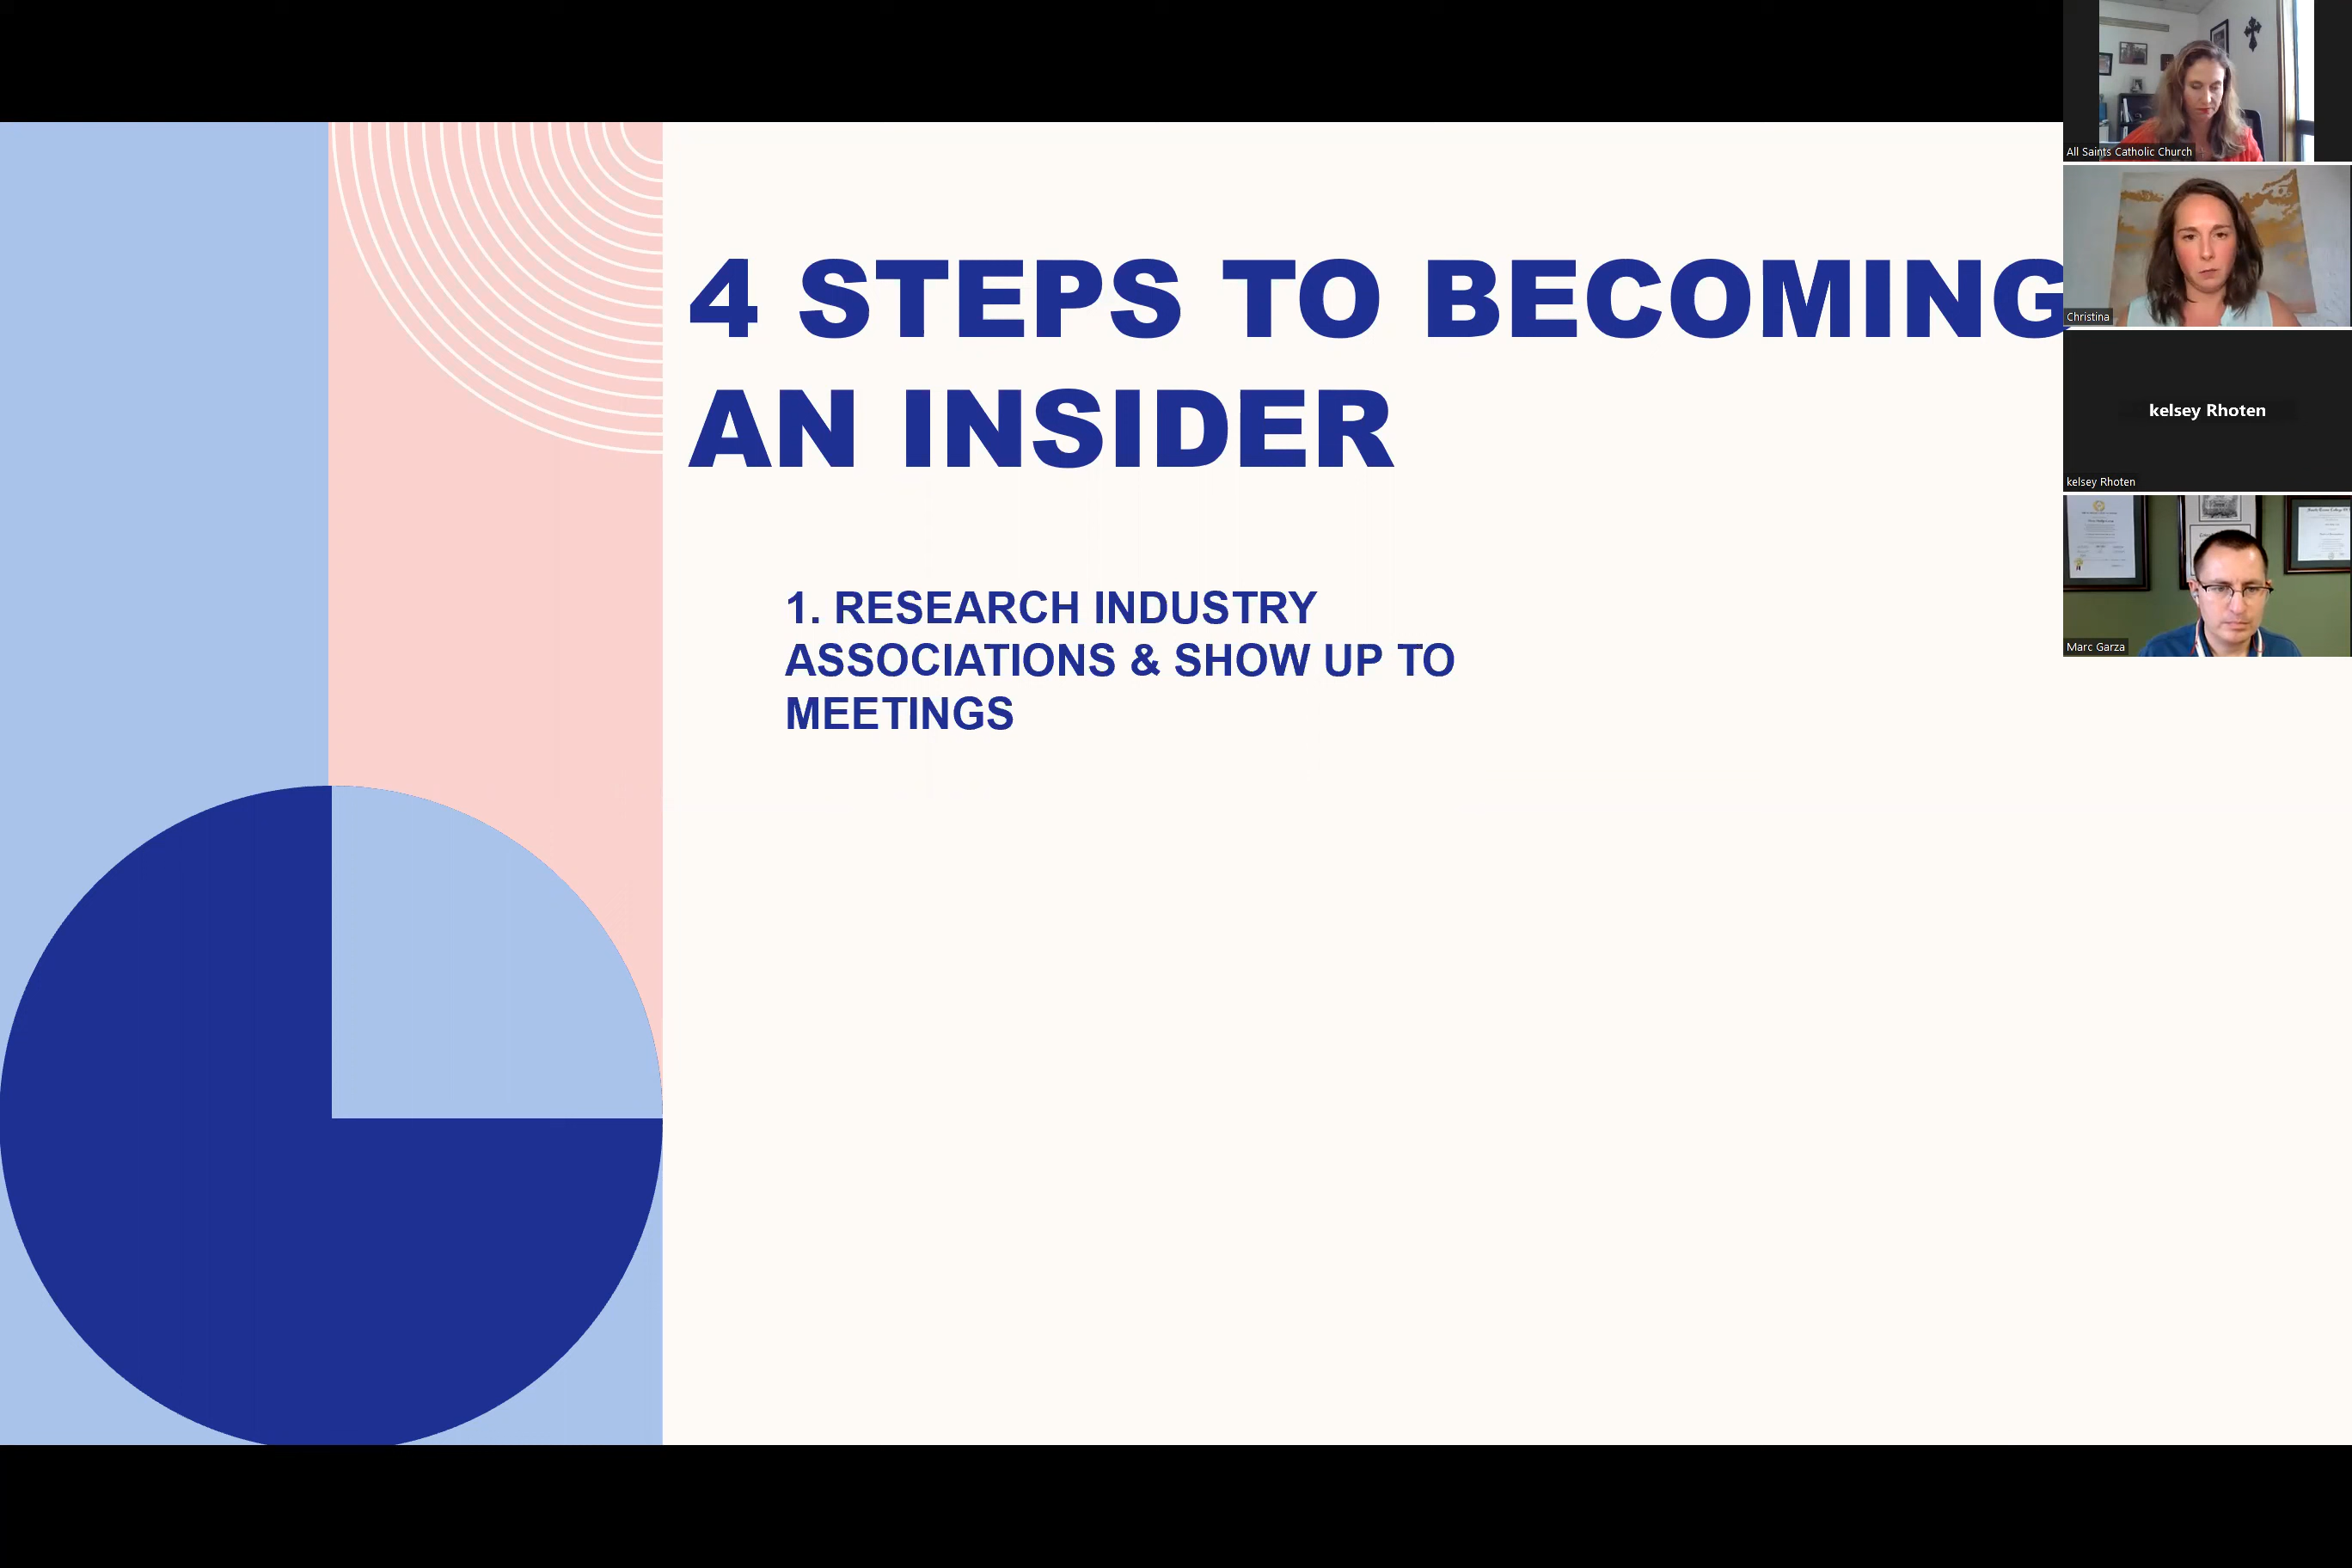 4 STEPS TO BECOMING
AN INSIDER
1. RESEARCH INDUSTRY
ASSOCIATIONS & SHOW UP TO
MEETINGS
All Saints Catholic Church
Christina
kelsey Rhoten
kelsey Rhoten
Marc Garza